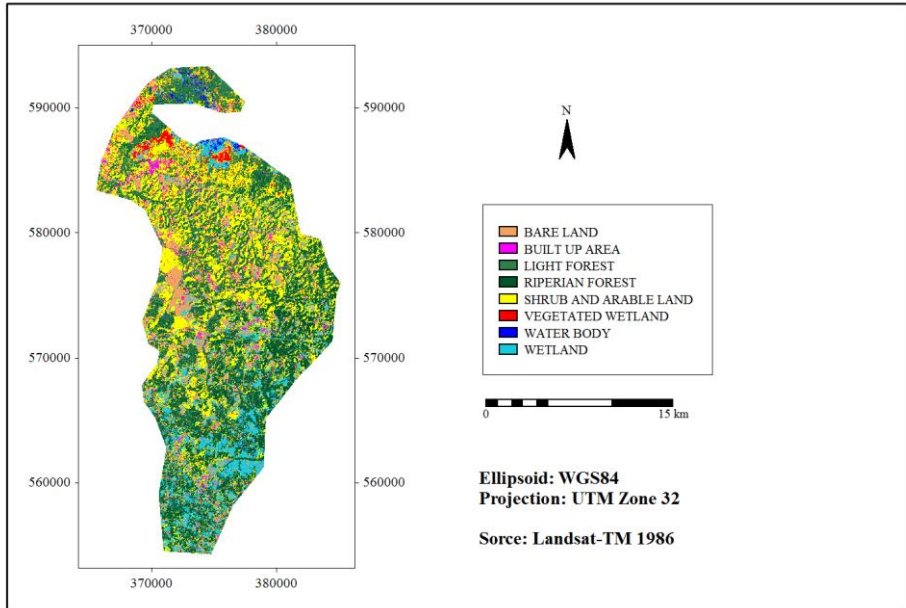 370000 380000
590000 590000
580000 580000
570000 570000
560000 560000
370000 380000
N
BARE LAND
BUILT UP AREA
LIGHT FOREST
RIPERIAN FOREST
SHRUB AND ARABLE LAND
VEGETATED WETLAND
WATER BODY
WETLAND
0 15 km
Ellipsoid: WGS84
Projection: UTM Zone 32
Sorce: Landsat-TM 1986